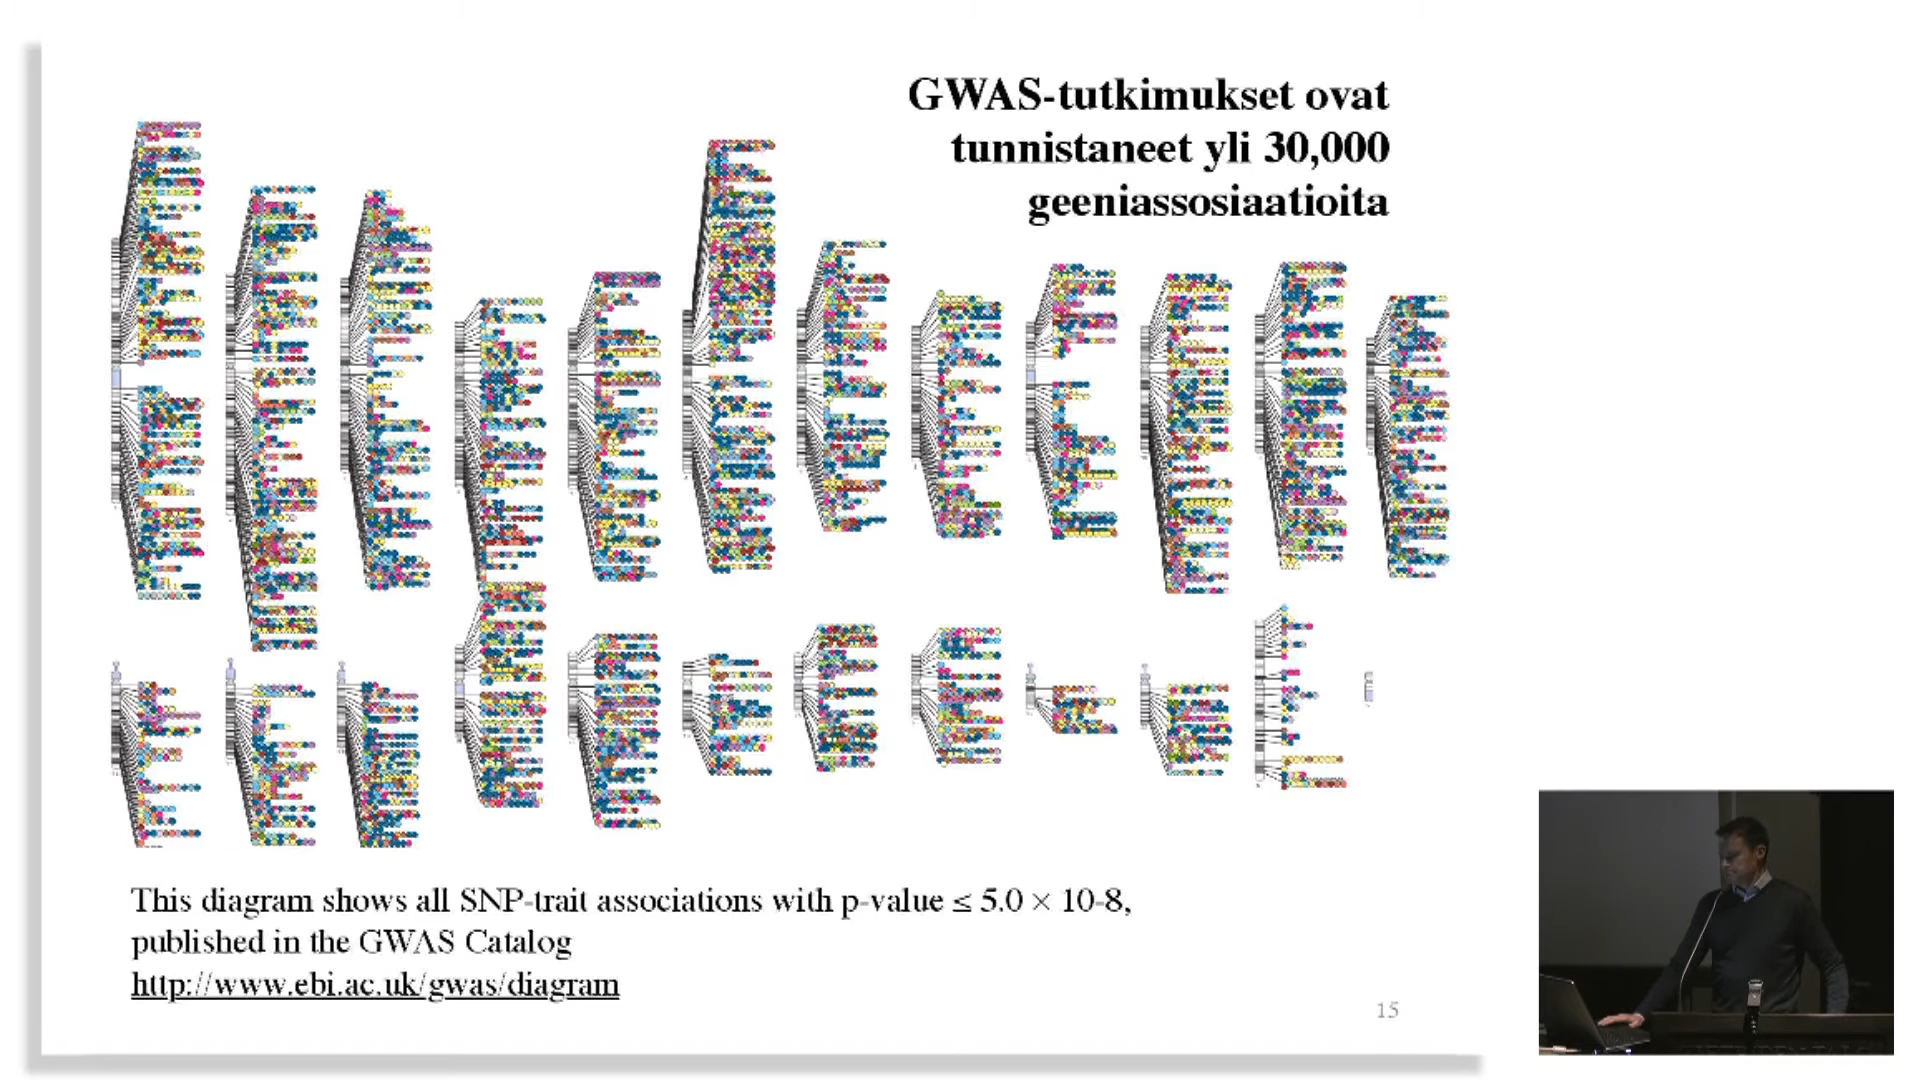 GWAS-tutkimukset ovat
tunnistaneet yli 30,000
geeniassosiaatioita
This diagram shows all SNP-trait associations with p-value ≤ 5.0 × 10-8,
published in the GWAS Catalog
http://www.ebi.ac.uk/gwas/diagram
15